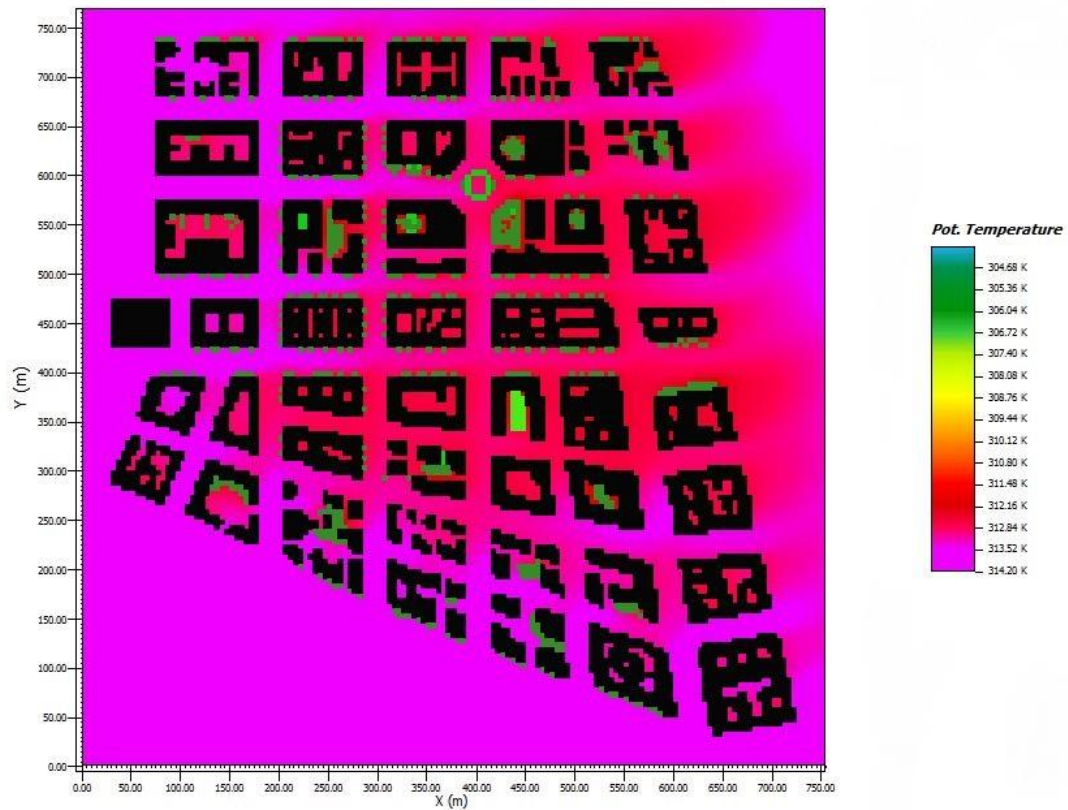 750.00
700.00
650.00
600.00
550.00
500.00
450.00
400.00
350.00
300.00
250.00
200.00
150.00
100.00
50.00
0.00
Y (m)
0.00 50.00 100.00 150.00 200.00 250.00 300.00 350.00 400.00 450.00 500.00 550.00 600.00 650.00 700.00 750.00
X (m)
Pot. Temperature
304.68 K
305.36 K
306.04 K
306.72 K
307.40 K
308.08 K
308.76 K
309.44 K
310.12 K
310.80 K
311.48 K
312.16 K
312.84 K
313.52 K
314.20 K